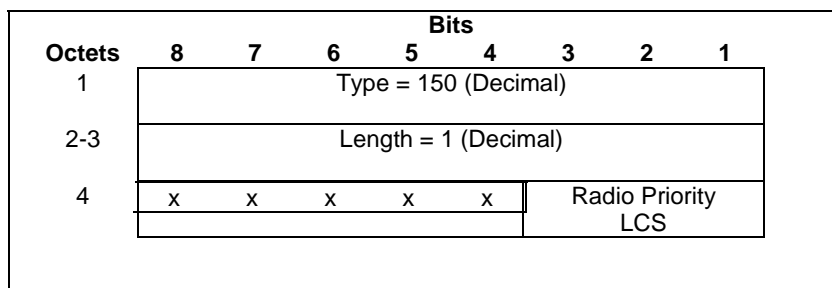 Bits
Octets 8 7 6 5 4 3 2 1
1 Type = 150 (Decimal)
2-3 Length = 1 (Decimal)
4 x x x x x Radio Priority
LCS